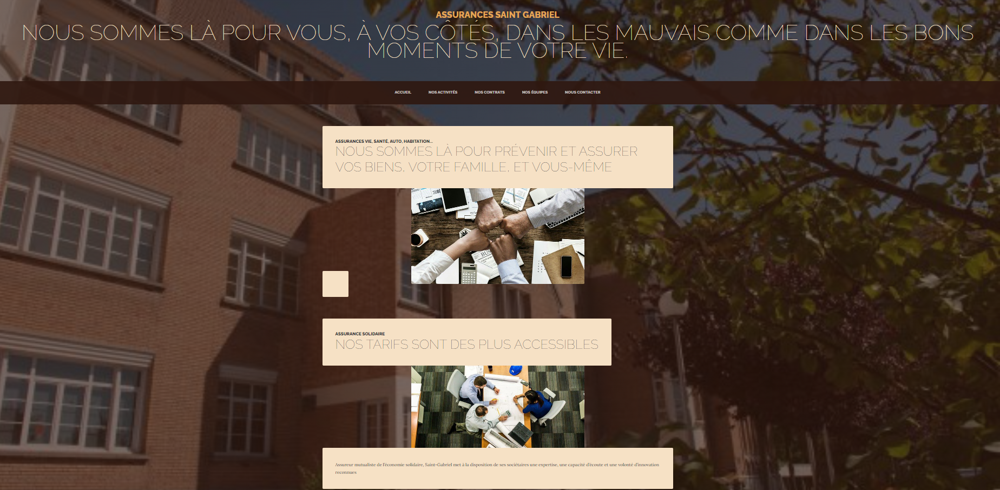 ASSURANCES SAINT GABRIEL
NOUS SOMMES LÀ POUR VOUS, À VOS CÔTÉS, DANS LES MAUVAIS COMME DANS LES BONS
MOMENTS DE VOTRE VIE.
ACCUEIL NOS ACTIVITÉS NOS CONTRATS NOS ÉQUIPES NOUS CONTACTER
ASSURANCES VIE, SANTÉ, AUTO, HABITATION...
NOUS SOMMES LÀ POUR PRÉVENIR ET ASSURER
VOS BIENS, VOTRE FAMILLE, ET VOUS-MÊME
BUS
ASSURANCE SOLIDAIRE
NOS TARIFS SONT DES PLUS ACCESSIBLES
Assureur mutualiste de l'économie solidaire, Saint-Gabriel met à la disposition de ses sociétaires une expertise, une capacité d'écoute et une volonté d'innovation
reconnues